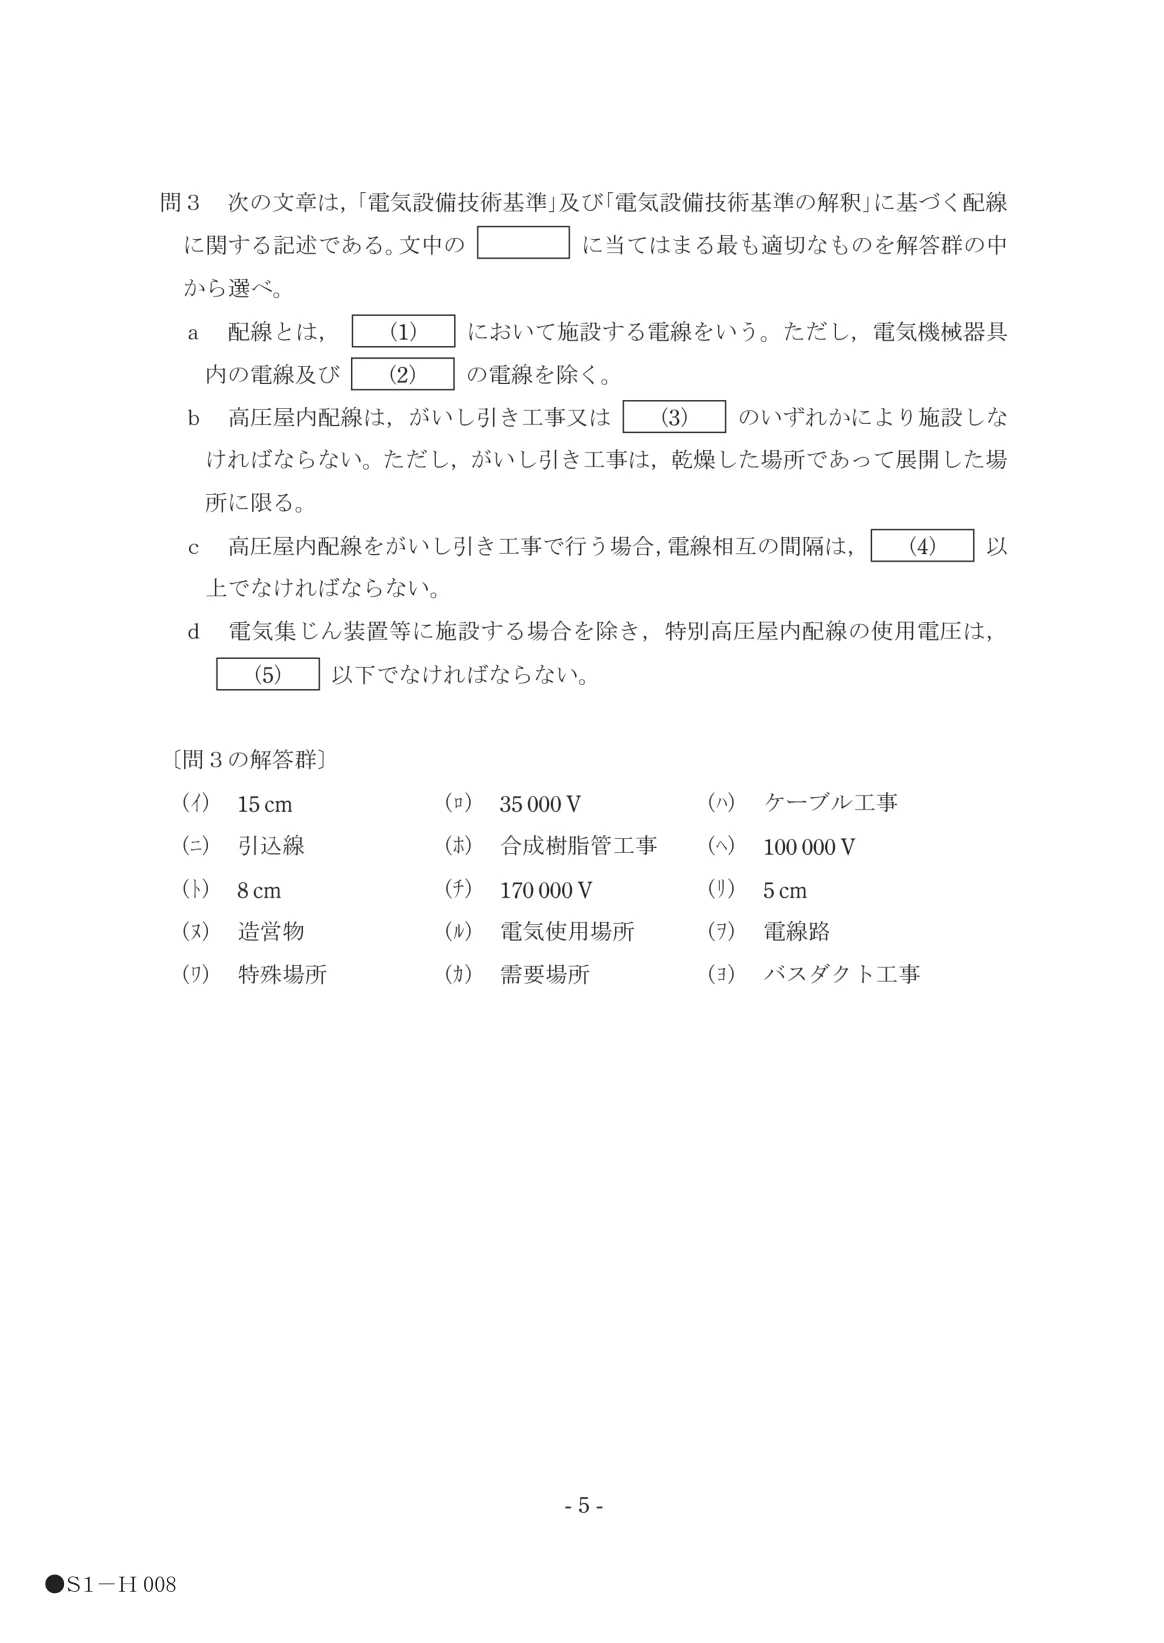 問３　次の文章は，「電気設備技術基準」及び「電気設備技術基準の解釈」に基づく配線
に関する記述である。文中の　　　に当てはまる最も適切なものを解答群の中
から選べ。
a　配線とは，　(1)　において施設する電線をいう。ただし，電気機械器具
内の電線及び　(2)　の電線を除く。
b　高圧屋内配線は，がいし引き工事又は　(3)　のいずれかにより施設しな
ければならない。ただし，がいし引き工事は，乾燥した場所であって展開した場
所に限る。
c　高圧屋内配線をがいし引き工事で行う場合，電線相互の間隔は，　(4)　以
上でなければならない。
d　電気集じん装置等に施設する場合を除き，特別高圧屋内配線の使用電圧は，
(5)　以下でなければならない。
〔問３の解答群〕
(イ)　15 cm　(ロ)　35 000 V　(ハ)　ケーブル工事
(ニ)　引込線　(ホ)　合成樹脂管工事　(ヘ)　100 000 V
(ト)　8 cm　(チ)　170 000 V　(リ)　5 cm
(ヌ)　造営物　(ル)　電気使用場所　(ヲ)　電線路
(ワ)　特殊場所　(カ)　需要場所　(ヨ)　バスダクト工事
- 5 -
●S1－H 008